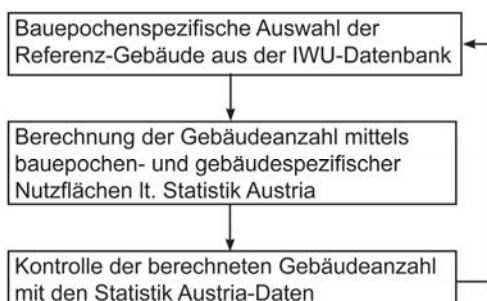 Bauepochenspezifische Auswahl der
Referenz-Gebäude aus der IWU-Datenbank
Berechnung der Gebäudeanzahl mittels
bauepochen- und gebäudespezifischer
Nutzflächen lt. Statistik Austria
Kontrolle der berechneten Gebäudeanzahl
mit den Statistik Austria-Daten